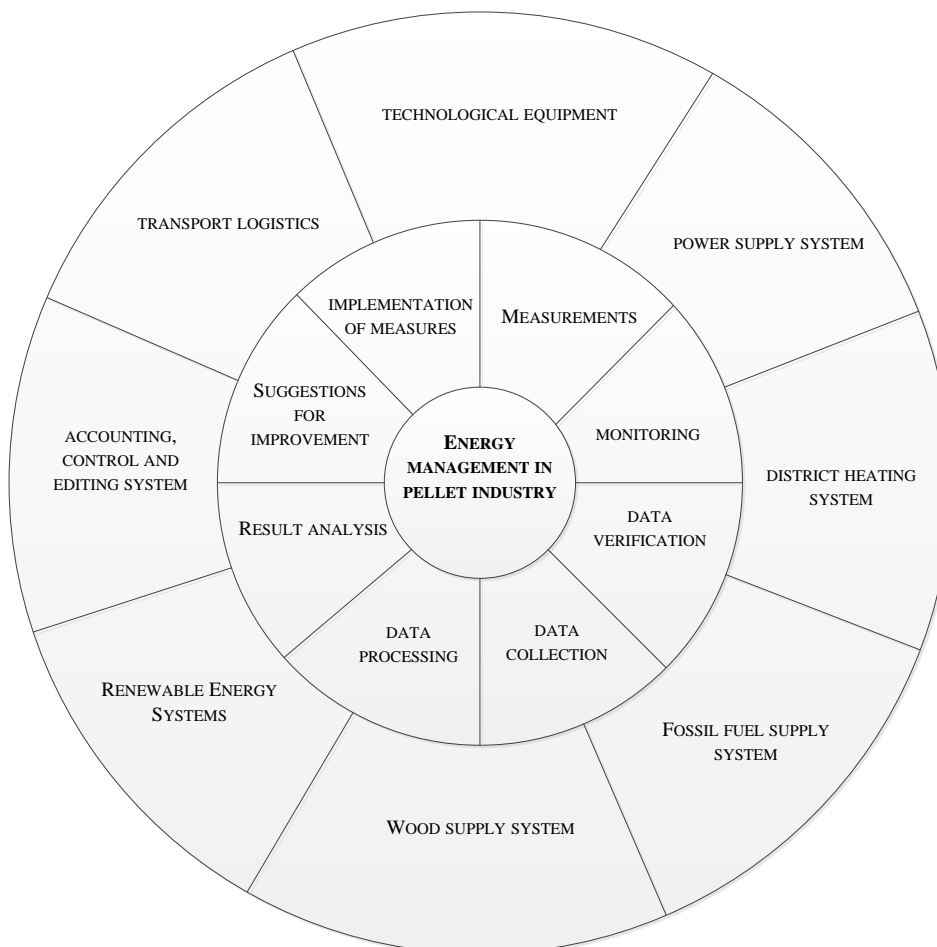 TECHNOLOGICAL EQUIPMENT
TRANSPORT LOGISTICS
POWER SUPPLY SYSTEM
IMPLEMENTATION
OF MEASURES
MEASUREMENTS
SUGGESTIONS
FOR
IMPROVEMENT
MONITORING
ENERGY
MANAGEMENT IN
PELLET INDUSTRY
ACCOUNTING,
CONTROL AND
EDITING SYSTEM
DISTRICT HEATING
SYSTEM
RESULT ANALYSIS
DATA
VERIFICATION
DATA
PROCESSING
DATA
COLLECTION
RENEWABLE ENERGY
SYSTEMS
FOSSIL FUEL SUPPLY
SYSTEM
WOOD SUPPLY SYSTEM